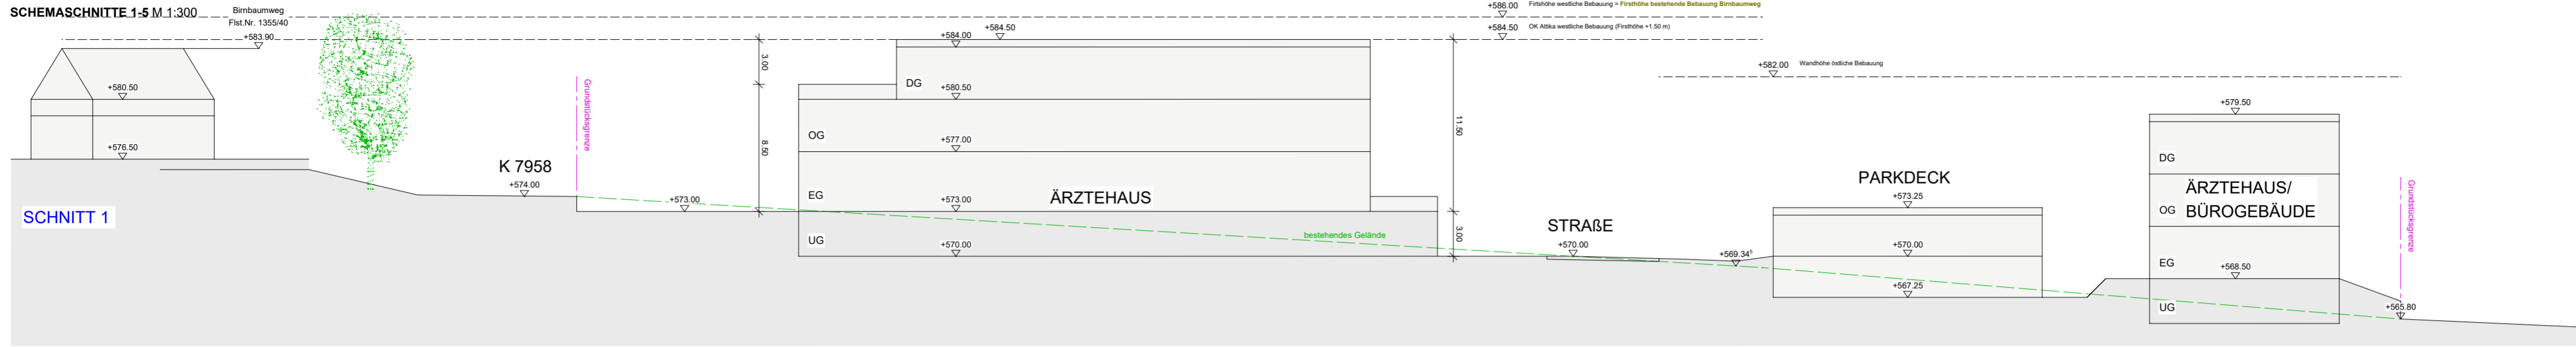 SCHEMASCHNITTE 1-5 M 1:300
Birnbaumweg
Flst.Nr. 1355/40
+583.90
+580.50
+576.50
SCHNITT 1
K 7958
+574.00
Grundstücksgrenze
+573.00
3.00
8.50
+584.00
+584.50
DG
+580.50
OG
+577.00
EG
+573.00
ÄRZTEHAUS
UG
+570.00
bestehendes Gelände
11.50
3.00
+586.00 Firtshöhe westliche Bebauung = Firsthöhe bestehende Bebauung Birnbaumweg
+584.50 OK Attika westliche Bebauung (Firsthöhe +1.50 m)
+582.00 Wandhöhe östliche Bebauung
STRAßE
+570.00
+569.34⁵
PARKDECK
+573.25
+570.00
+567.25
+579.50
DG
ÄRZTEHAUS/
OG BÜROGEBÄUDE
EG
+568.50
UG
Grundstücksgrenze
+565.80